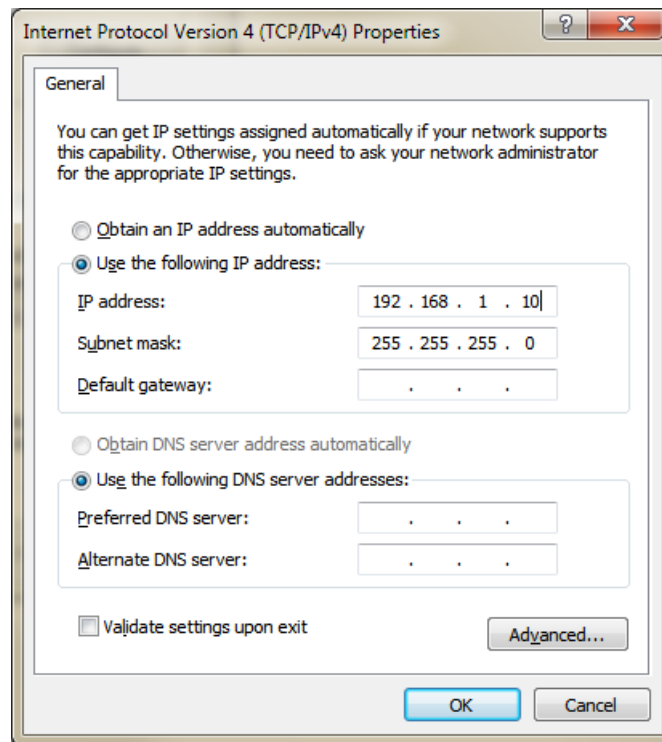 Internet Protocol Version 4 (TCP/IPv4) Properties
General
You can get IP settings assigned automatically if your network supports
this capability. Otherwise, you need to ask your network administrator
for the appropriate IP settings.
Obtain an IP address automatically
Use the following IP address:
IP address: 192 . 168 . 1 . 10
Subnet mask: 255 . 255 . 255 . 0
Default gateway: . . .
Obtain DNS server address automatically
Use the following DNS server addresses:
Preferred DNS server: . . .
Alternate DNS server: . . .
Validate settings upon exit
Advanced...
OK Cancel